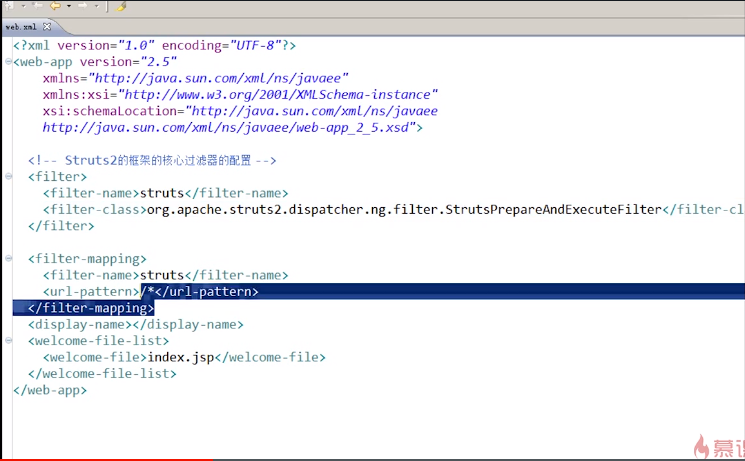 web.xml
<?xml version="1.0" encoding="UTF-8"?>
<web-app version="2.5"
xmlns="http://java.sun.com/xml/ns/javaee"
xmlns:xsi="http://www.w3.org/2001/XMLSchema-instance"
xsi:schemaLocation="http://java.sun.com/xml/ns/javaee
http://java.sun.com/xml/ns/javaee/web-app_2_5.xsd">
<!-- Struts2的框架的核心过滤器的配置 -->
<filter>
<filter-name>struts</filter-name>
<filter-class>org.apache.struts2.dispatcher.ng.filter.StrutsPrepareAndExecuteFilter</filter-cl
</filter>
<filter-mapping>
<filter-name>struts</filter-name>
<url-pattern>/*</url-pattern>
</filter-mapping>
<display-name></display-name>
<welcome-file-list>
<welcome-file>index.jsp</welcome-file>
</welcome-file-list>
</web-app>